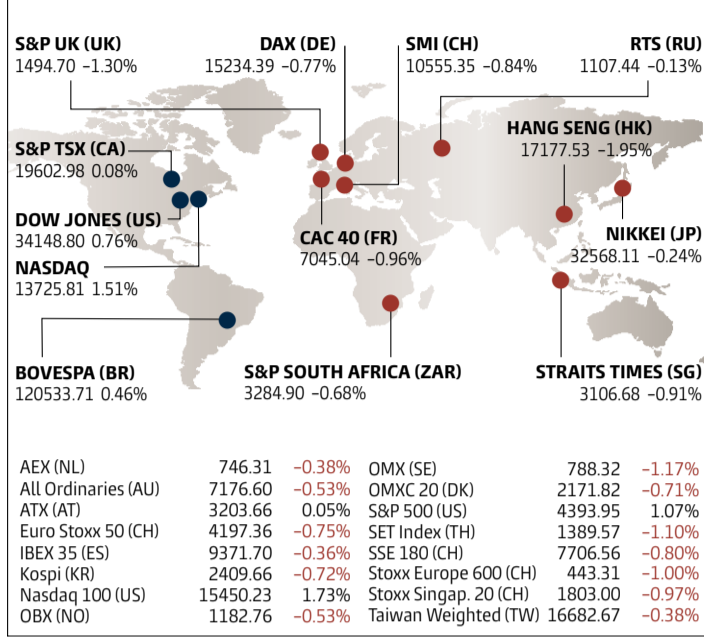 S&P UK (UK)
1494.70 –1.30%
DAX (DE)
15234.39 –0.77%
SMI (CH)
10555.35 –0.84%
RTS (RU)
1107.44 –0.13%
S&P TSX (CA)
19602.98 0.08%
HANG SENG (HK)
17177.53 –1.95%
DOW JONES (US)
34148.80 0.76%
CAC 40 (FR)
7045.04 –0.96%
NIKKEI (JP)
32568.11 –0.24%
NASDAQ
13725.81 1.51%
BOVESPA (BR)
120533.71 0.46%
S&P SOUTH AFRICA (ZAR)
3284.90 –0.68%
STRAITS TIMES (SG)
3106.68 –0.91%
AEX (NL) 746.31 –0.38%
All Ordinaries (AU) 7176.60 –0.53%
ATX (AT) 3203.66 0.05%
Euro Stoxx 50 (CH) 4197.36 –0.75%
IBEX 35 (ES) 9371.70 –0.36%
Kospi (KR) 2409.66 –0.72%
Nasdaq 100 (US) 15450.23 1.73%
OBX (NO) 1182.76 –0.53%
OMX (SE) 788.32 –1.17%
OMXC 20 (DK) 2171.82 –0.71%
S&P 500 (US) 4393.95 1.07%
SET Index (TH) 1389.57 –1.10%
SSE 180 (CH) 7706.56 –0.80%
Stoxx Europe 600 (CH) 443.31 –1.00%
Stoxx Singap. 20 (CH) 1803.00 –0.97%
Taiwan Weighted (TW) 16682.67 –0.38%